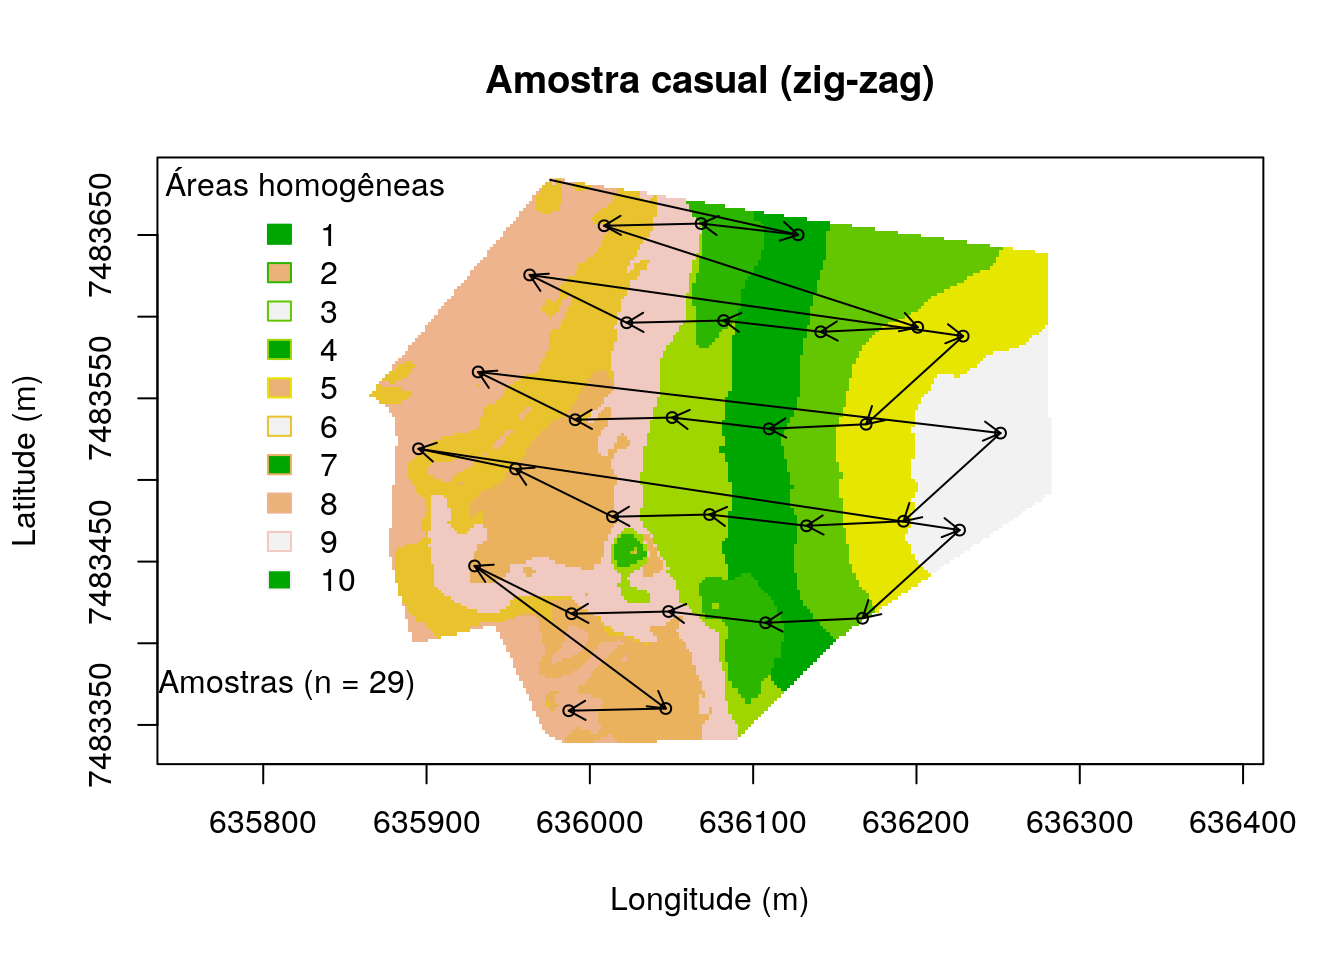 Amostra casual (zig-zag)
Áreas homogêneas
1
2
3
4
5
6
7
8
9
10
Amostras (n = 29)
Latitude (m)
7483650
7483550
7483450
7483350
635800 635900 636000 636100 636200 636300 636400
Longitude (m)